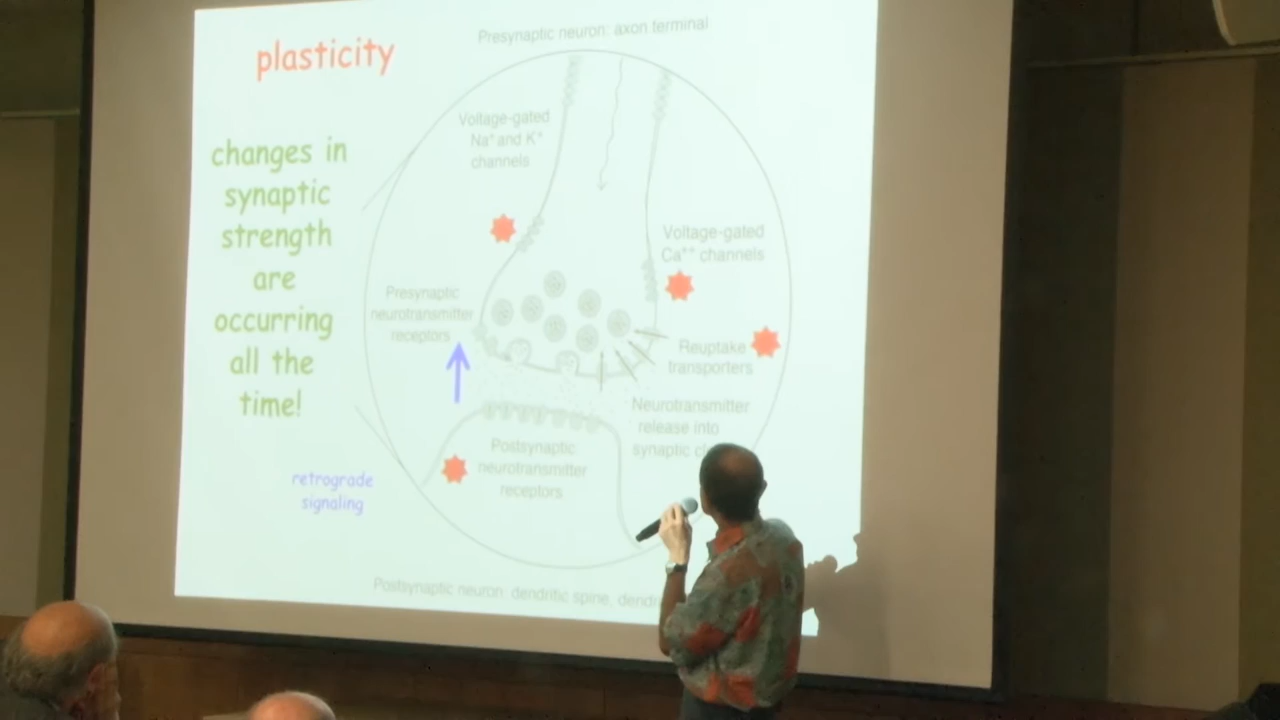 plasticity
changes in
synaptic
strength
are
occurring
all the
time!
retrograde
signaling
Presynaptic neuron: axon terminal
Voltage-gated
Na⁺ and K⁺
channels
Voltage-gated
Ca⁺⁺ channels
Presynaptic
neurotransmitter
receptors
Reuptake
transporters
Neurotransmitter
release into
synaptic
Postsynaptic
neurotransmitter
receptors
Postsynaptic neuron: dendritic spine,